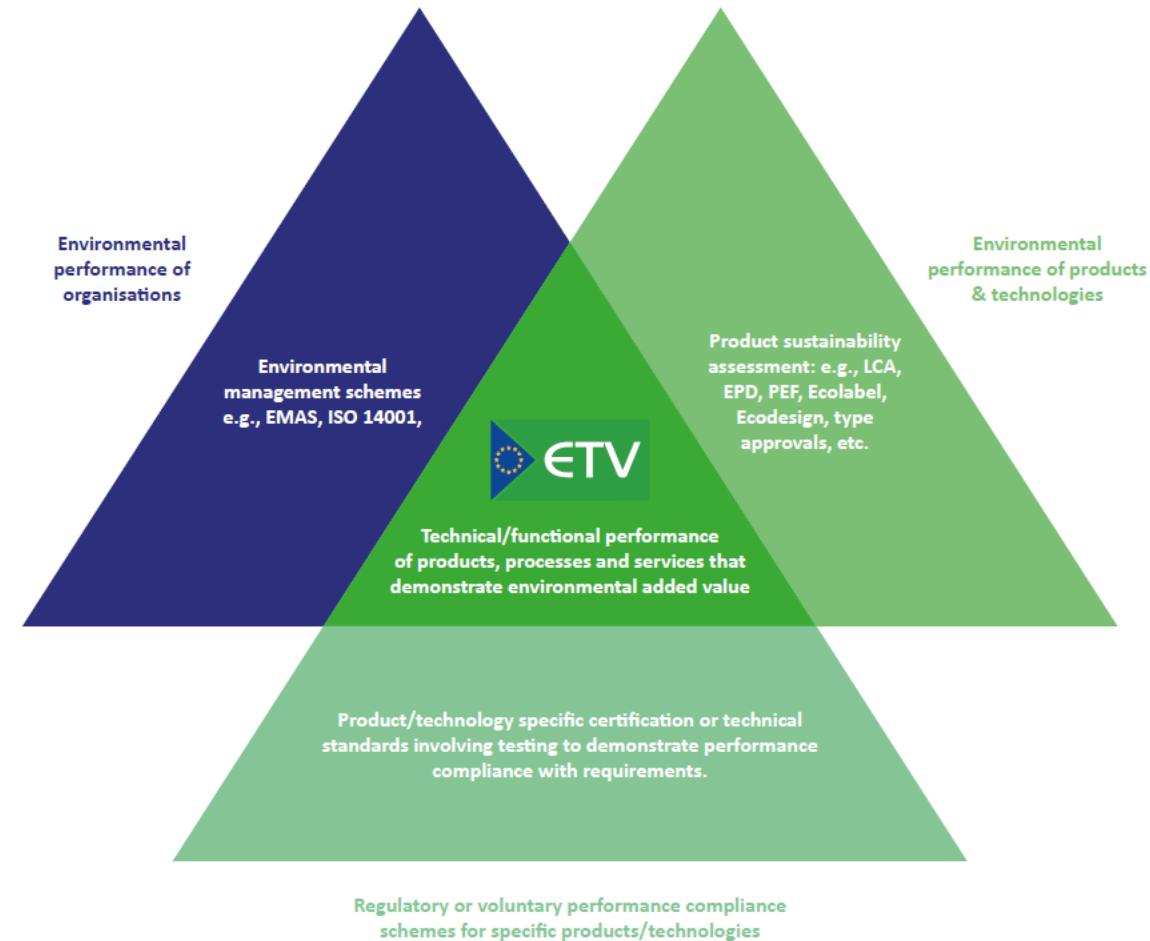 Environmental
performance of
organisations
Environmental
performance of products
& technologies
Environmental
management schemes
e.g., EMAS, ISO 14001,
Product sustainability
assessment: e.g., LCA,
EPD, PEF, Ecolabel,
Ecodesign, type
approvals, etc.
ETV
Technical/functional performance
of products, processes and services that
demonstrate environmental added value
Product/technology specific certification or technical
standards involving testing to demonstrate performance
compliance with requirements.
Regulatory or voluntary performance compliance
schemes for specific products/technologies